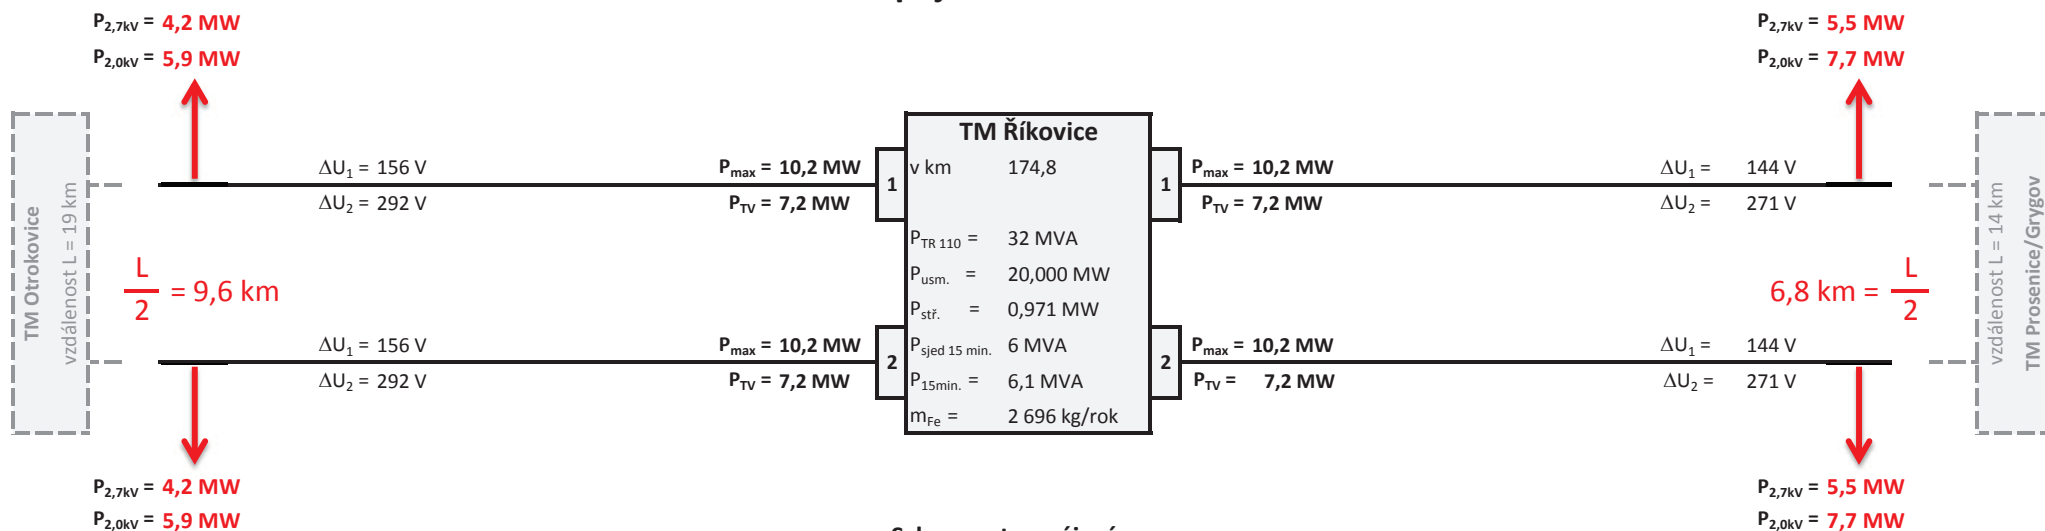 P2,7kV = 4,2 MW
P2,0kV = 5,9 MW
P2,7kV = 5,5 MW
P2,0kV = 7,7 MW
TM Otrokovice
vzdálenost L = 19 km
ΔU1 = 156 V
ΔU2 = 292 V
Pmax = 10,2 MW
PTV = 7,2 MW
1
TM Říkovice
v km 174,8
PTR 110 = 32 MVA
Pusm. = 20,000 MW
Pstř. = 0,971 MW
Psjed 15 min. 6 MVA
P15min. = 6,1 MVA
mFe = 2 696 kg/rok
1
Pmax = 10,2 MW
PTV = 7,2 MW
ΔU1 = 144 V
ΔU2 = 271 V
L
2
= 9,6 km
6,8 km =
L
2
ΔU1 = 156 V
ΔU2 = 292 V
Pmax = 10,2 MW
PTV = 7,2 MW
2
2
Pmax = 10,2 MW
PTV = 7,2 MW
ΔU1 = 144 V
ΔU2 = 271 V
vzdálenost L = 14 km
TM Prosenice/Grygov
P2,7kV = 4,2 MW
P2,0kV = 5,9 MW
P2,7kV = 5,5 MW
P2,0kV = 7,7 MW